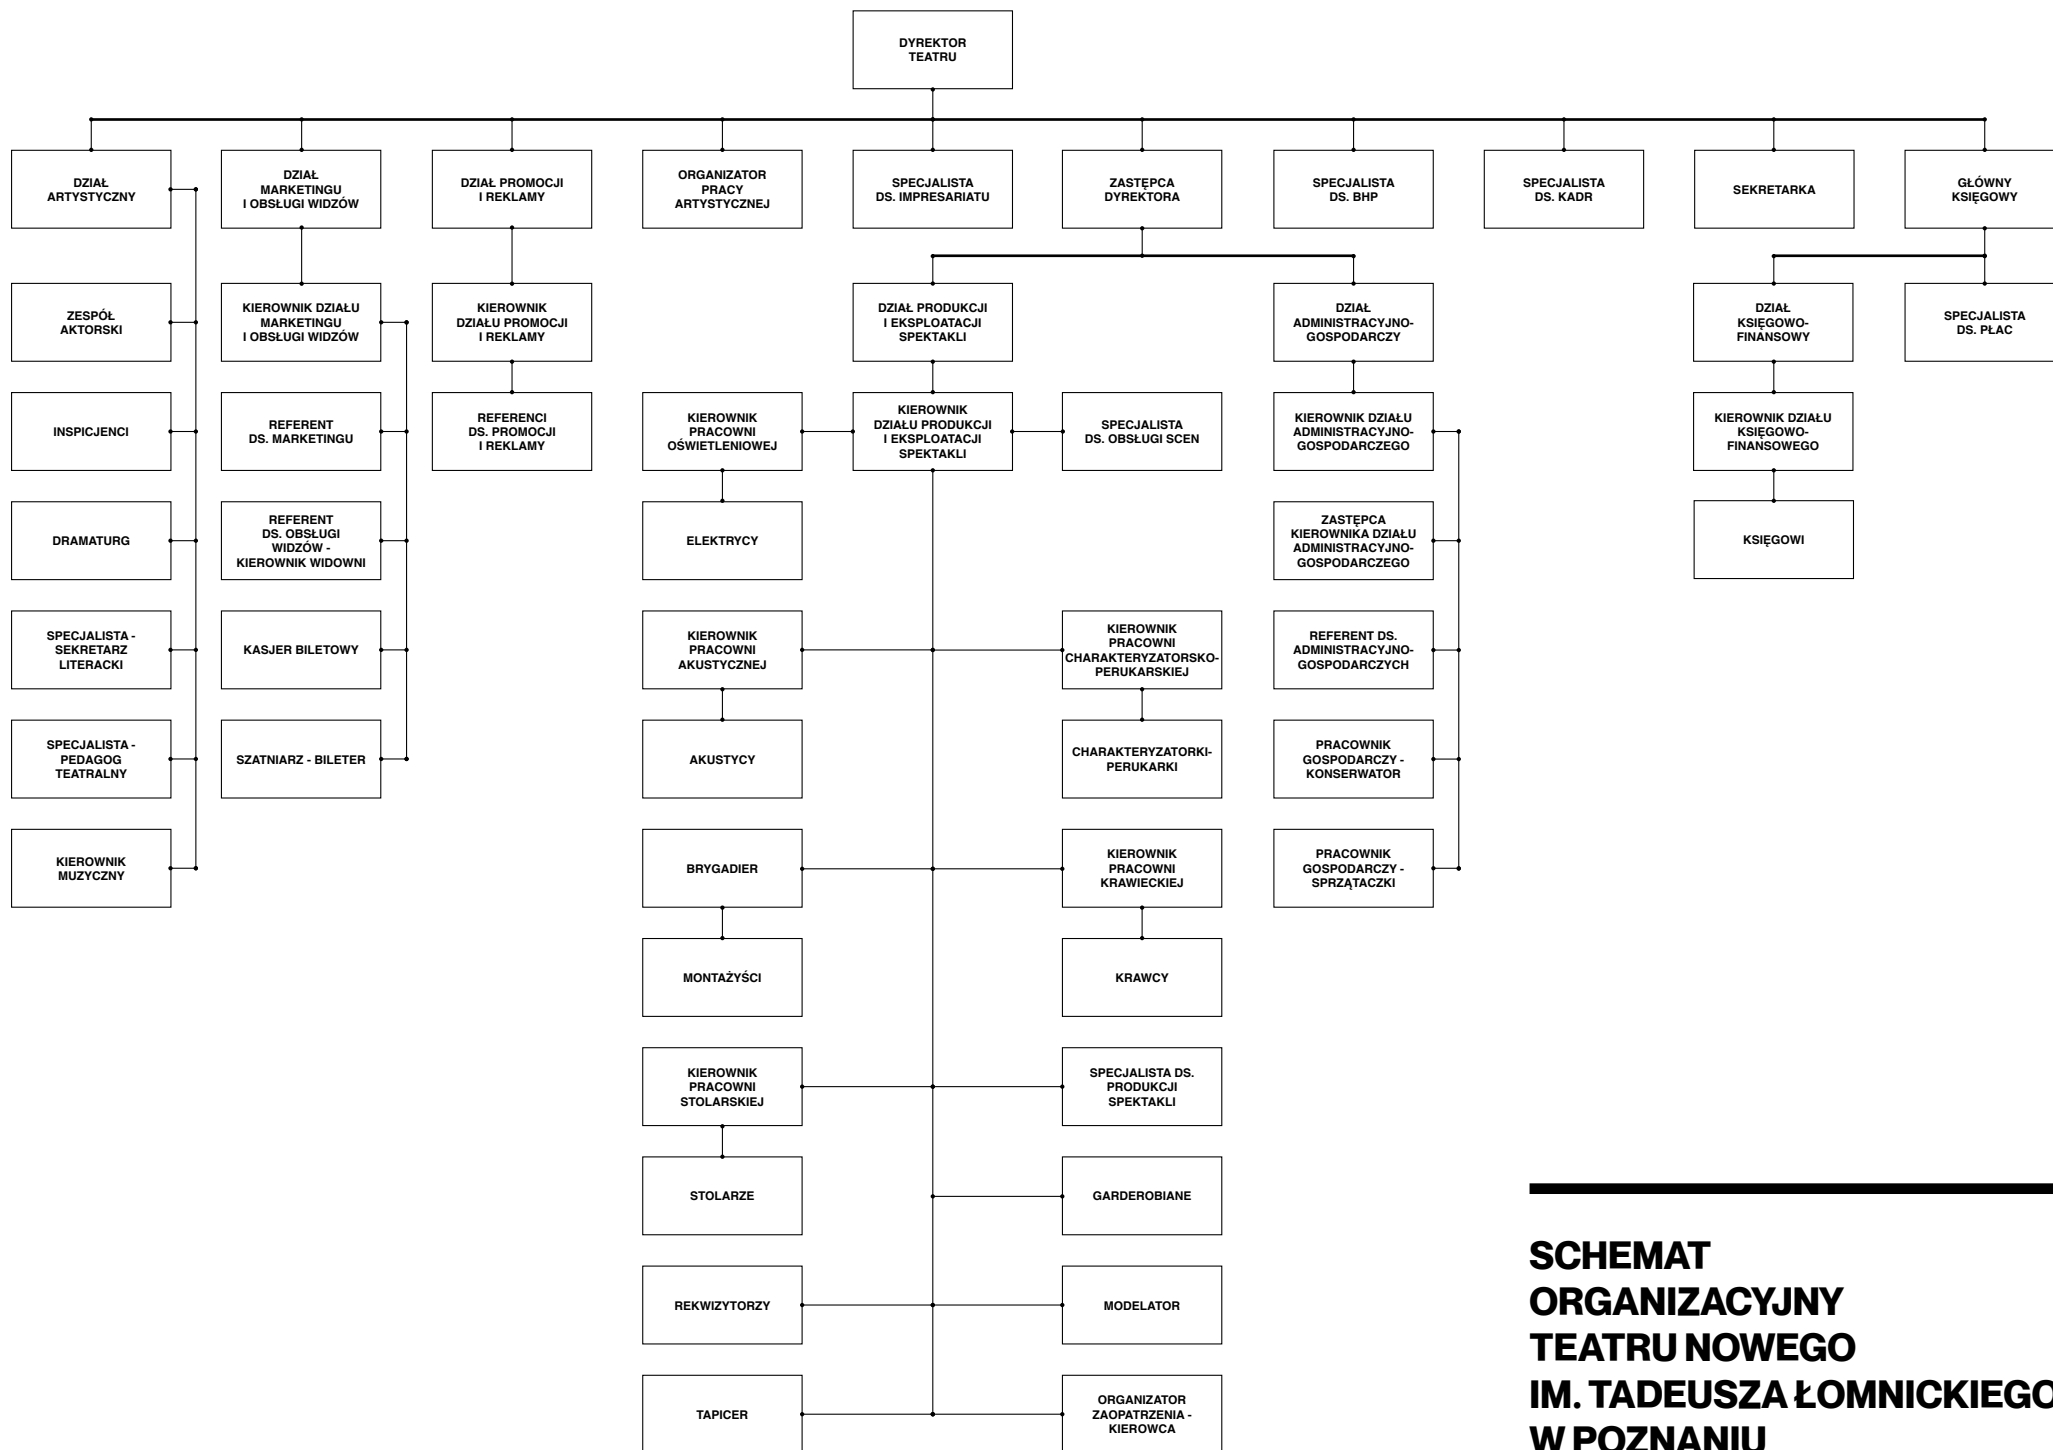 DYREKTOR
TEATRU
DZIAŁ
ARTYSTYCZNY
DZIAŁ
MARKETINGU
I OBSŁUGI WIDZÓW
DZIAŁ PROMOCJI
I REKLAMY
ORGANIZATOR
PRACY
ARTYSTYCZNEJ
SPECJALISTA
DS. IMPRESARIATU
ZASTĘPCA
DYREKTORA
SPECJALISTA
DS. BHP
SPECJALISTA
DS. KADR
SEKRETARKA
GŁÓWNY
KSIĘGOWY
ZESPÓŁ
AKTORSKI
KIEROWNIK DZIAŁU
MARKETINGU
I OBSŁUGI WIDZÓW
KIEROWNIK
DZIAŁU PROMOCJI
I REKLAMY
DZIAŁ PRODUKCJI
I EKSPLOATACJI
SPEKTAKLI
DZIAŁ
ADMINISTRACYJNO-
GOSPODARCZY
DZIAŁ
KSIĘGOWO-
FINANSOWY
SPECJALISTA
DS. PŁAC
INSPICJENCI
REFERENT
DS. MARKETINGU
REFERENCI
DS. PROMOCJI
I REKLAMY
KIEROWNIK
PRACOWNI
OŚWIETLENIOWEJ
KIEROWNIK
DZIAŁU PRODUKCJI
I EKSPLOATACJI
SPEKTAKLI
SPECJALISTA
DS. OBSŁUGI SCEN
KIEROWNIK DZIAŁU
ADMINISTRACYJNO-
GOSPODARCZEGO
KIEROWNIK DZIAŁU
KSIĘGOWO-
FINANSOWEGO
DRAMATURG
REFERENT
DS. OBSŁUGI
WIDZÓW -
KIEROWNIK WIDOWNI
ELEKTRYCY
ZASTĘPCA
KIEROWNIKA DZIAŁU
ADMINISTRACYJNO-
GOSPODARCZEGO
KSIĘGOWI
SPECJALISTA -
SEKRETARZ
LITERACKI
KASJER BILETOWY
KIEROWNIK
PRACOWNI
AKUSTYCZNEJ
KIEROWNIK
PRACOWNI
CHARAKTERYZATORSKO-
PERUKARSKIEJ
REFERENT DS.
ADMINISTRACYJNO-
GOSPODARCZYCH
SPECJALISTA -
PEDAGOG
TEATRALNY
SZATNIARZ - BILETER
AKUSTYCY
CHARAKTERYZATORKI-
PERUKARKI
PRACOWNIK
GOSPODARCZY -
KONSERWATOR
KIEROWNIK
MUZYCZNY
BRYGADIER
KIEROWNIK
PRACOWNI
KRAWIECKIEJ
PRACOWNIK
GOSPODARCZY -
SPRZĄTACZKI
MONTAŻYŚCI
KRAWCY
KIEROWNIK
PRACOWNI
STOLARSKIEJ
SPECJALISTA DS.
PRODUKCJI
SPEKTAKLI
STOLARZE
GARDEROBIANE
REKWIZYTORZY
MODELATOR
TAPICER
ORGANIZATOR
ZAOPATRZENIA -
KIEROWCA
SCHEMAT
ORGANIZACYJNY
TEATRU NOWEGO
IM. TADEUSZA ŁOMNICKIEGO
W POZNANIU